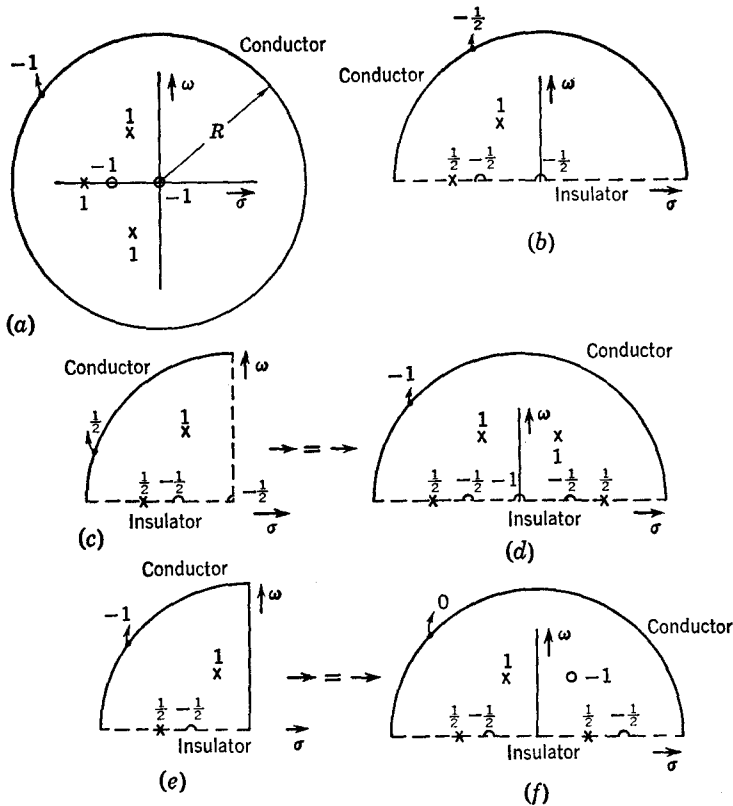 -1
Conductor
1
ω
R
-1
1
-1
σ
1
(a)
-½
Conductor
ω
1
½ -½ -½
Insulator
σ
(b)
Conductor
ω
½
1
½ -½
-½
Insulator
σ
(c)
→ = →
Conductor
-1
ω
1
1
½ -½ -1 -½ ½
Insulator
σ
(d)
Conductor
ω
-1
1
½ -½
Insulator
σ
(e)
→ = →
0
Conductor
ω
1
-1
½ -½ ½ -½
Insulator
σ
(f)